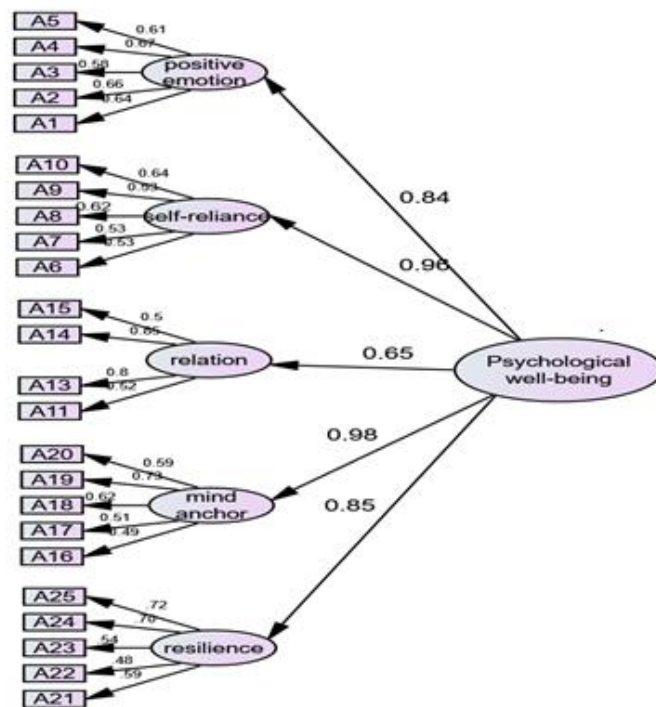 A5
0.61
A4
0.67
A3
0.58
positive
emotion
A2
0.66
A1
0.64
0.84
A10
0.64
A9
0.53
A8
0.62
self-reliance
A7
0.53
A6
0.53
0.96
A15
0.5
A14
0.85
relation
0.65
Psychological
well-being
A13
0.8
A11
0.52
0.98
A20
0.59
A19
0.73
A18
0.62
mind
anchor
A17
0.51
A16
0.49
0.85
A25
.72
A24
.70
A23
.54
resilience
A22
.48
A21
.59